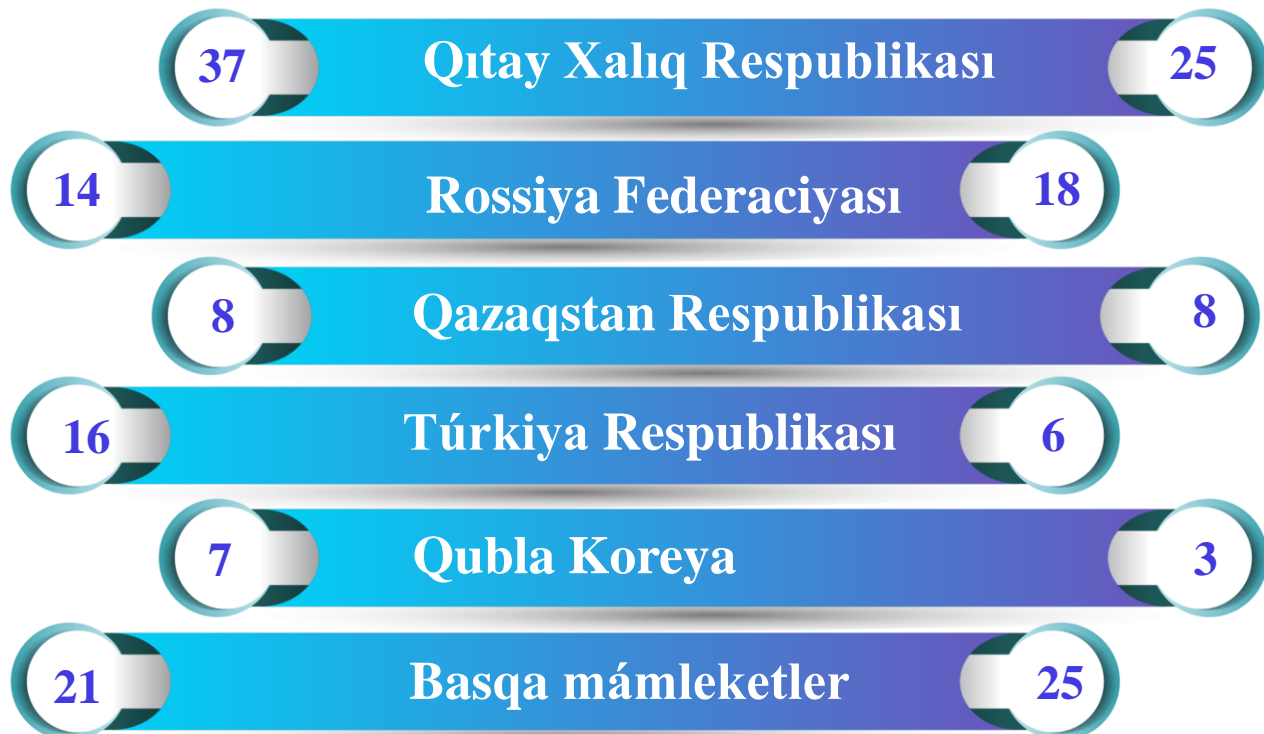 37 Qıtay Xalıq Respublikası 25
14 Rossiya Federaciyası 18
8 Qazaqstan Respublikası 8
16 Túrkiya Respublikası 6
7 Qubla Koreya 3
21 Basqa mámleketler 25